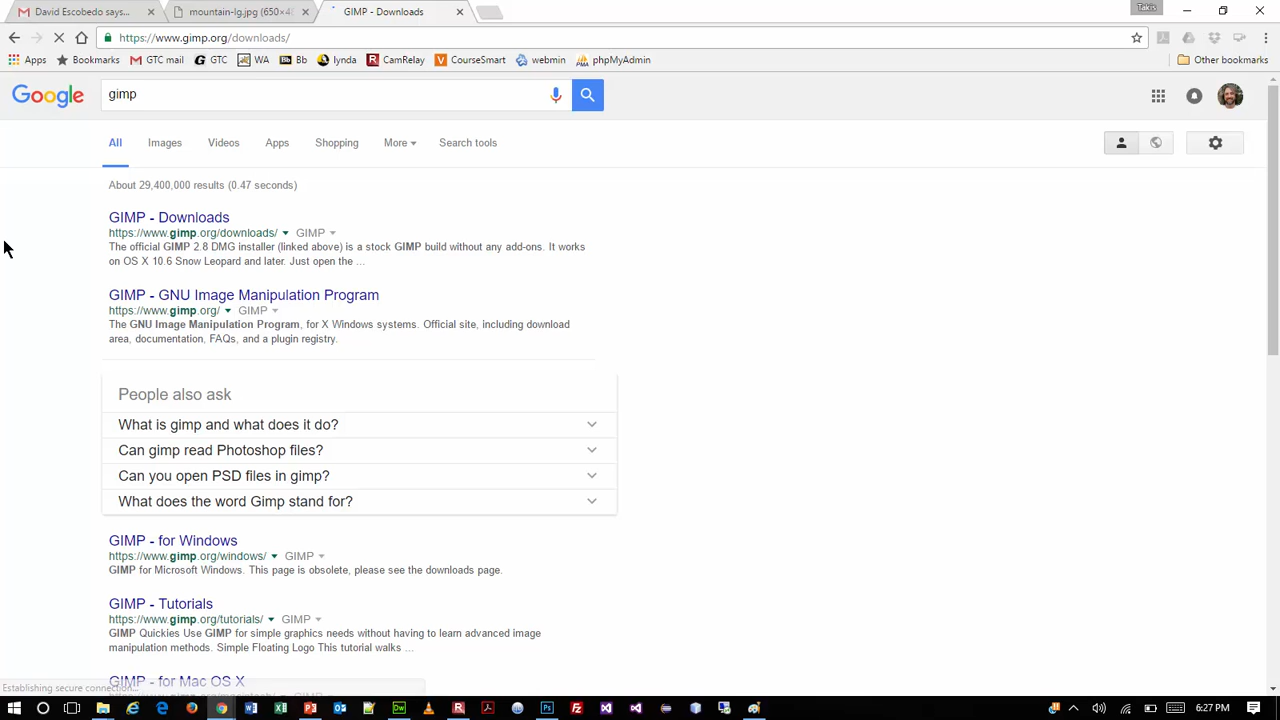 David Escobedo says...
mountain-lg.jpg (650×4
GIMP - Downloads
Takis
https://www.gimp.org/downloads/
Apps
Bookmarks
GTC mail
GTC
WA
Bb
lynda
CamRelay
CourseSmart
webmin
phpMyAdmin
Other bookmarks
Google
gimp
All
Images
Videos
Apps
Shopping
More
Search tools
About 29,400,000 results (0.47 seconds)
GIMP - Downloads
https://www.gimp.org/downloads/ GIMP
The official GIMP 2.8 DMG installer (linked above) is a stock GIMP build without any add-ons. It works
on OS X 10.6 Snow Leopard and later. Just open the ...
GIMP - GNU Image Manipulation Program
https://www.gimp.org/ GIMP
The GNU Image Manipulation Program, for X Windows systems. Official site, including download
area, documentation, FAQs, and a plugin registry.
People also ask
What is gimp and what does it do?
Can gimp read Photoshop files?
Can you open PSD files in gimp?
What does the word Gimp stand for?
GIMP - for Windows
https://www.gimp.org/windows/ GIMP
GIMP for Microsoft Windows. This page is obsolete, please see the downloads page.
GIMP - Tutorials
https://www.gimp.org/tutorials/ GIMP
GIMP Quickies Use GIMP for simple graphics needs without having to learn advanced image
manipulation methods. Simple Floating Logo This tutorial walks ...
GIMP - for Mac OS X
Establishing secure connection...
6:27 PM